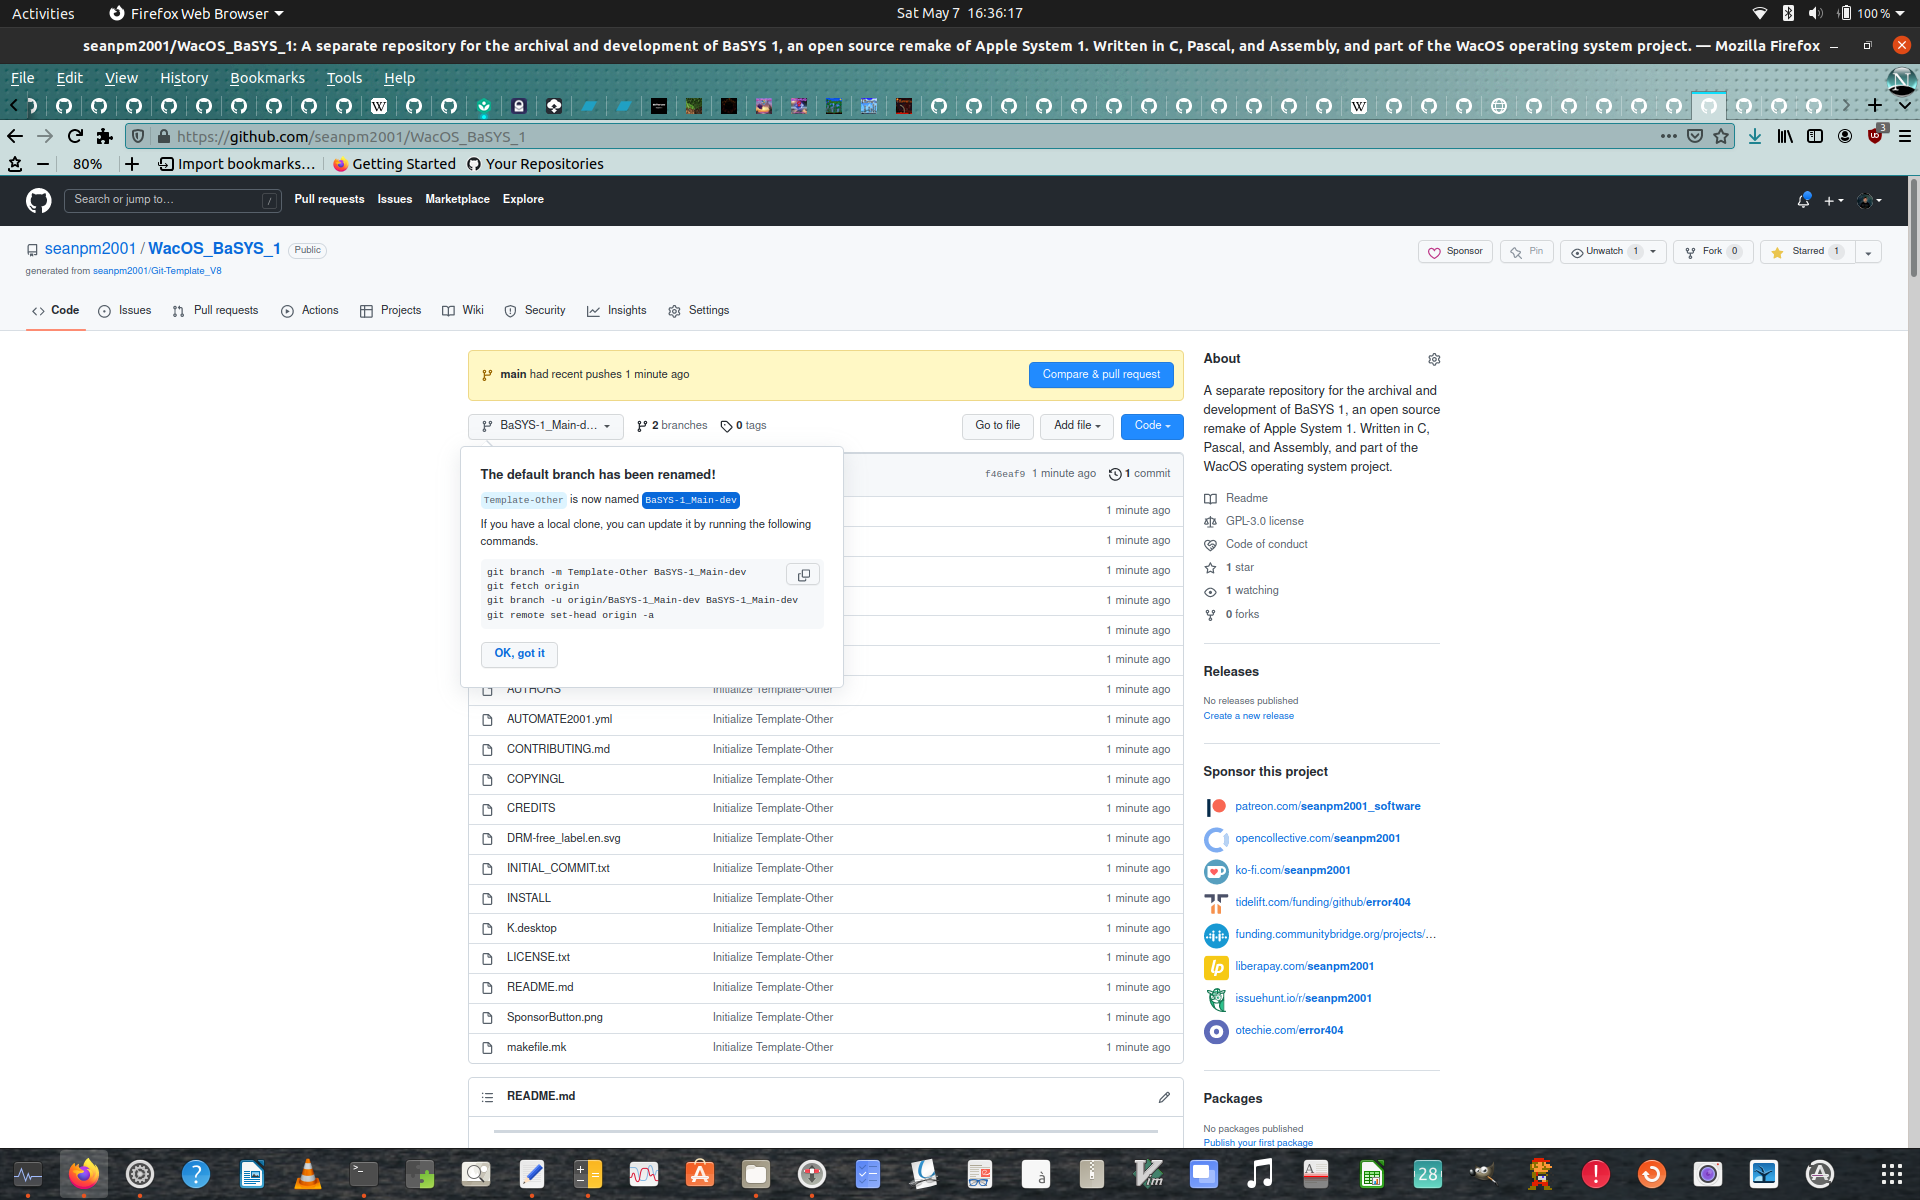 Activities
Firefox Web Browser
Sat May 7 16:36:17
100 %
seanpm2001/WacOS_BaSYS_1: A separate repository for the archival and development of BaSYS 1, an open source remake of Apple System 1. Written in C, Pascal, and Assembly, and part of the WacOS operating system project. — Mozilla Firefox
File Edit View History Bookmarks Tools Help
https://github.com/seanpm2001/WacOS_BaSYS_1
3
80%
Import bookmarks...
Getting Started
Your Repositories
Search or jump to...
/
Pull requests Issues Marketplace Explore
seanpm2001 / WacOS_BaSYS_1 Public
generated from seanpm2001/Git-Template_V8
Sponsor
Pin
Unwatch 1
Fork 0
Starred 1
Code
Issues
Pull requests
Actions
Projects
Wiki
Security
Insights
Settings
main had recent pushes 1 minute ago
Compare & pull request
BaSYS-1_Main-d...
2 branches
0 tags
Go to file
Add file
Code
The default branch has been renamed!
Template-Other is now named BaSYS-1_Main-dev
If you have a local clone, you can update it by running the following
commands.
git branch -m Template-Other BaSYS-1_Main-dev
git fetch origin
git branch -u origin/BaSYS-1_Main-dev BaSYS-1_Main-dev
git remote set-head origin -a
OK, got it
f46eaf9 1 minute ago 1 commit
1 minute ago
1 minute ago
1 minute ago
1 minute ago
1 minute ago
1 minute ago
AUTHORS Initialize Template-Other 1 minute ago
AUTOMATE2001.yml Initialize Template-Other 1 minute ago
CONTRIBUTING.md Initialize Template-Other 1 minute ago
COPYINGL Initialize Template-Other 1 minute ago
CREDITS Initialize Template-Other 1 minute ago
DRM-free_label.en.svg Initialize Template-Other 1 minute ago
INITIAL_COMMIT.txt Initialize Template-Other 1 minute ago
INSTALL Initialize Template-Other 1 minute ago
K.desktop Initialize Template-Other 1 minute ago
LICENSE.txt Initialize Template-Other 1 minute ago
README.md Initialize Template-Other 1 minute ago
SponsorButton.png Initialize Template-Other 1 minute ago
makefile.mk Initialize Template-Other 1 minute ago
README.md
About
A separate repository for the archival and
development of BaSYS 1, an open source
remake of Apple System 1. Written in C,
Pascal, and Assembly, and part of the
WacOS operating system project.
Readme
GPL-3.0 license
Code of conduct
1 star
1 watching
0 forks
Releases
No releases published
Create a new release
Sponsor this project
patreon.com/seanpm2001_software
opencollective.com/seanpm2001
ko-fi.com/seanpm2001
tidelift.com/funding/github/error404
funding.communitybridge.org/projects/...
liberapay.com/seanpm2001
issuehunt.io/r/seanpm2001
otechie.com/error404
Packages
No packages published
Publish your first package
28